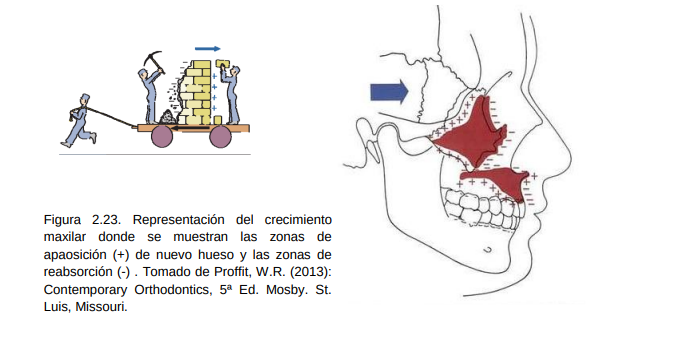 Figura 2.23. Representación del crecimiento
maxilar donde se muestran las zonas de
apaosición (+) de nuevo hueso y las zonas de
reabsorción (-) . Tomado de Proffit, W.R. (2013):
Contemporary Orthodontics, 5ª Ed. Mosby. St.
Luis, Missouri.